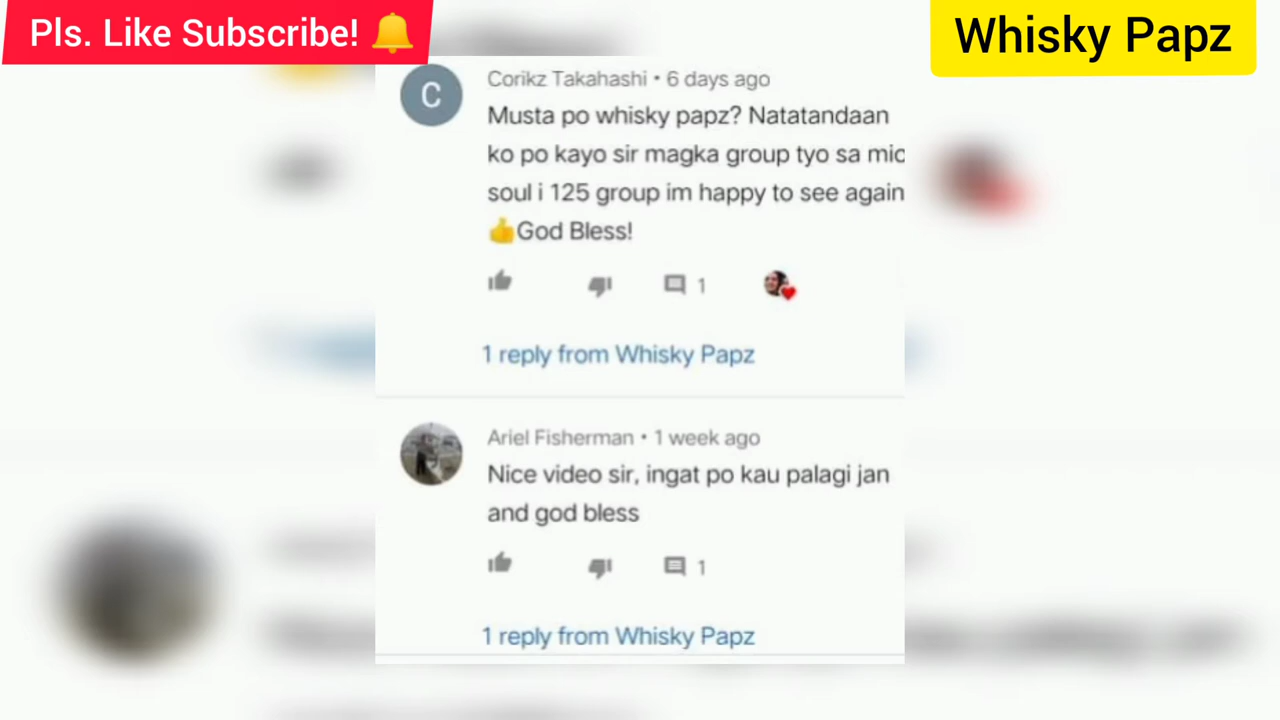 Pls. Like Subscribe! 🔔
Whisky Papz
C
Corikz Takahashi • 6 days ago
Musta po whisky papz? Natatandaan
ko po kayo sir magka group tyo sa mio
soul i 125 group im happy to see again
👍God Bless!
1
1 reply from Whisky Papz
Ariel Fisherman • 1 week ago
Nice video sir, ingat po kau palagi jan
and god bless
1
1 reply from Whisky Papz